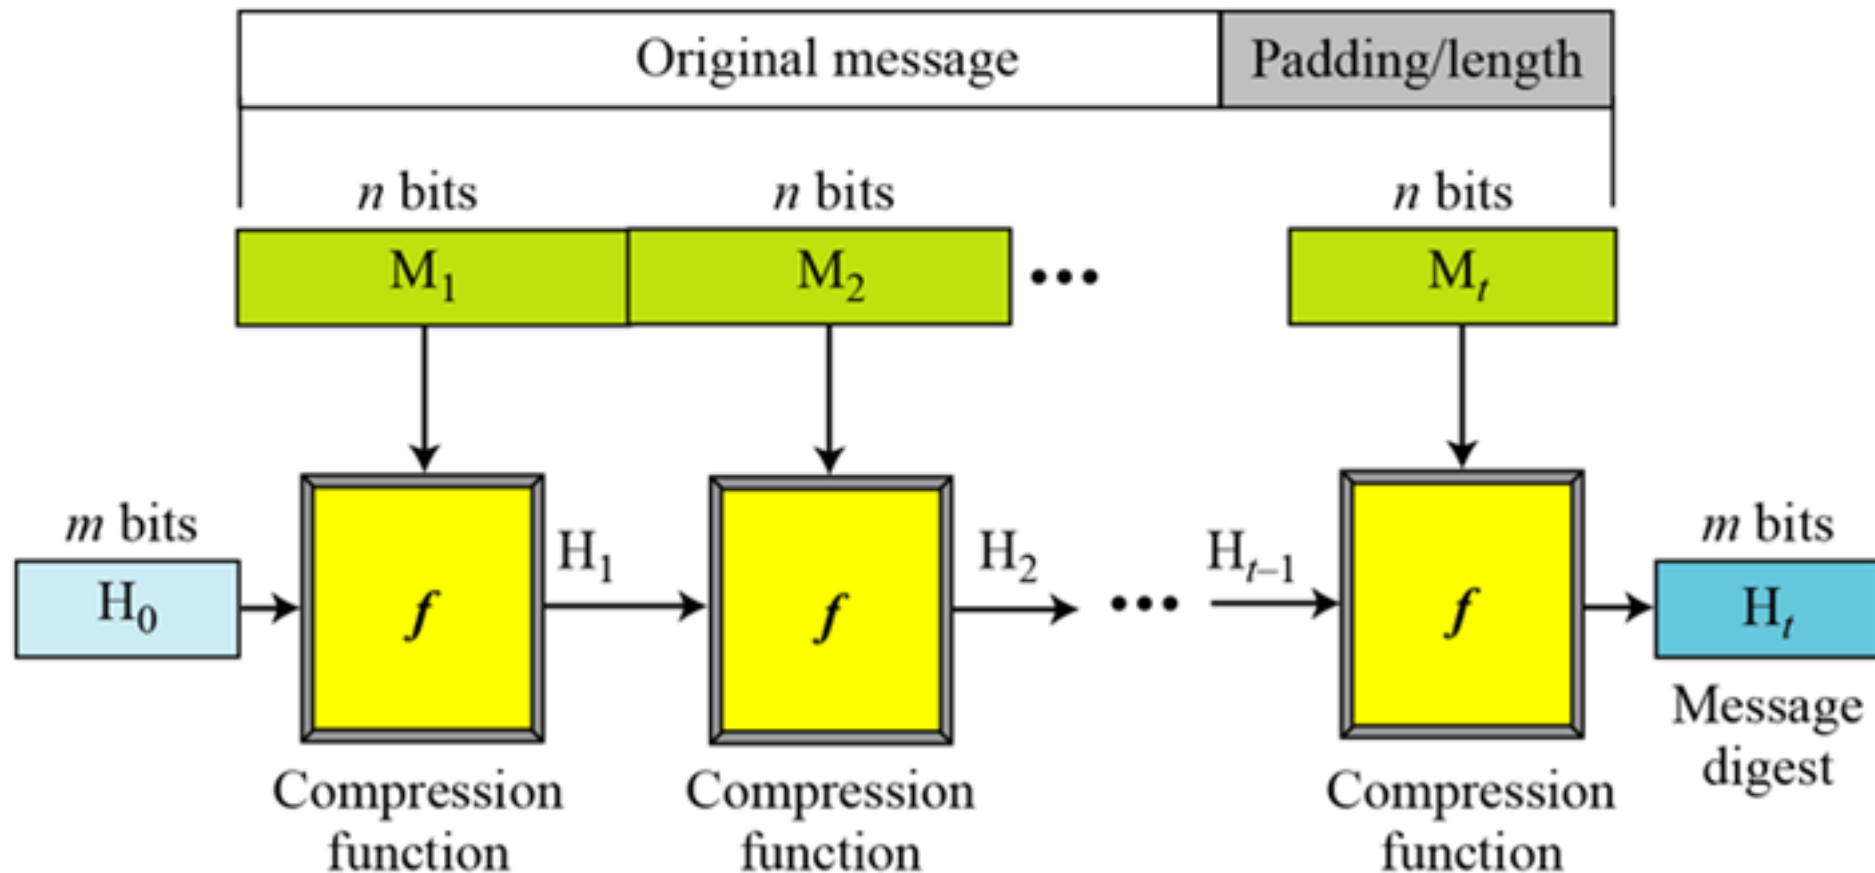 Original message
Padding/length
n bits
n bits
n bits
M₁
M₂
•••
Mₜ
m bits
H₀
f
H₁
f
H₂
•••
Hₜ₋₁
f
m bits
Hₜ
Compression
function
Compression
function
Compression
function
Message
digest